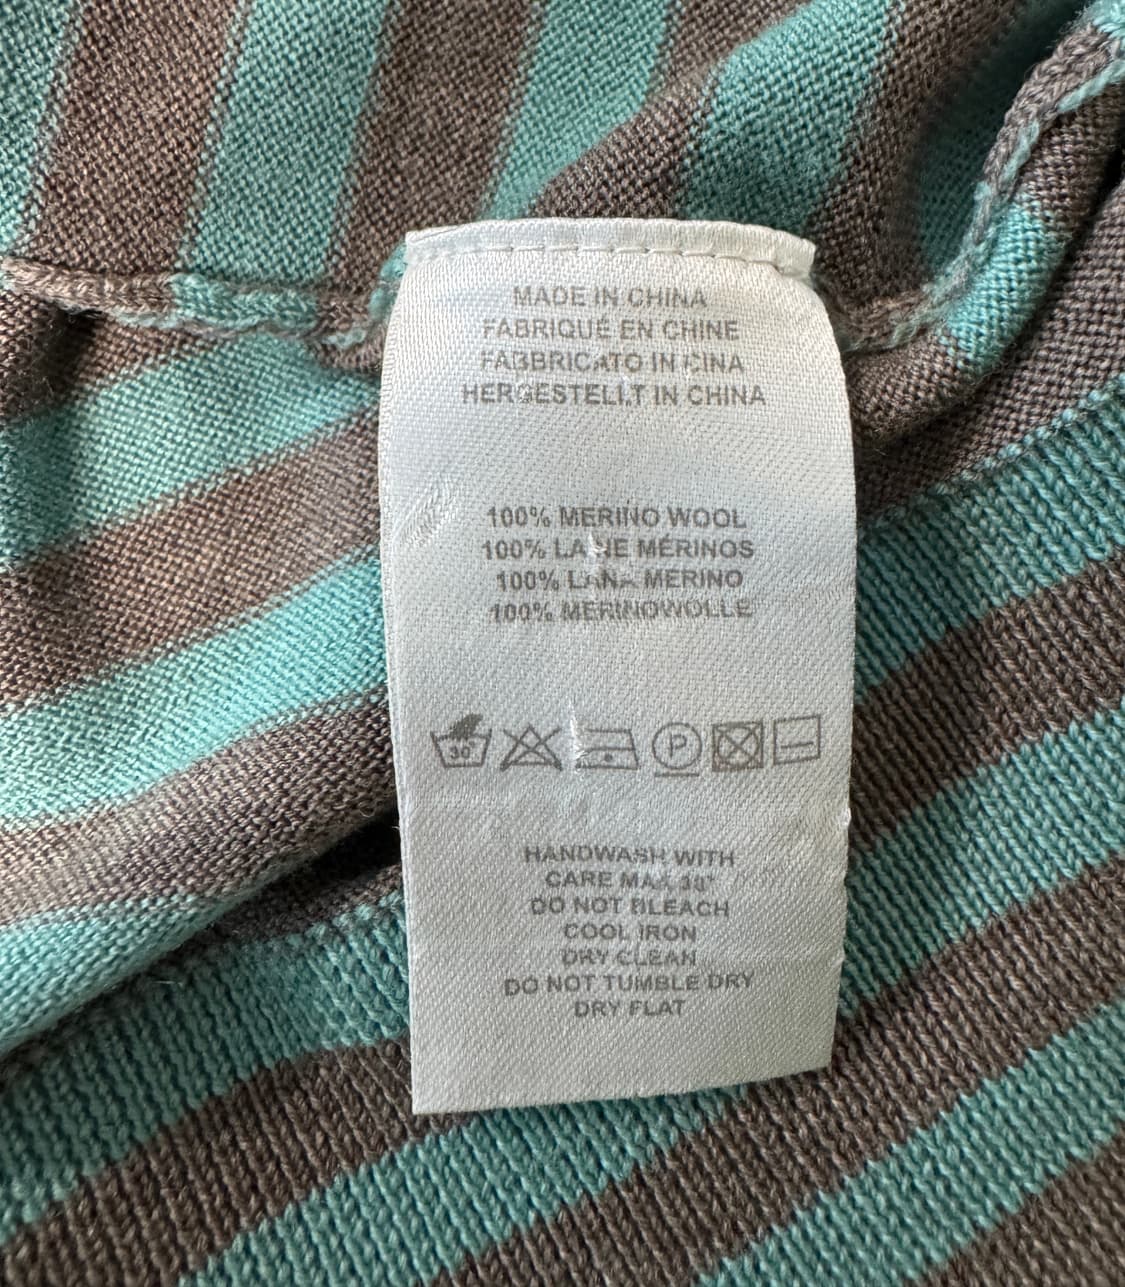 MADE IN CHINA
FABRIQUÉ EN CHINE
FABBRICATO IN CINA
HERGESTELLT IN CHINA
100% MERINO WOOL
100% LAINE MÉRINOS
100% LANA MERINO
100% MERINOWOLLE
30°
P
HANDWASH WITH
CARE MAX 30°
DO NOT BLEACH
COOL IRON
DRY CLEAN
DO NOT TUMBLE DRY
DRY FLAT